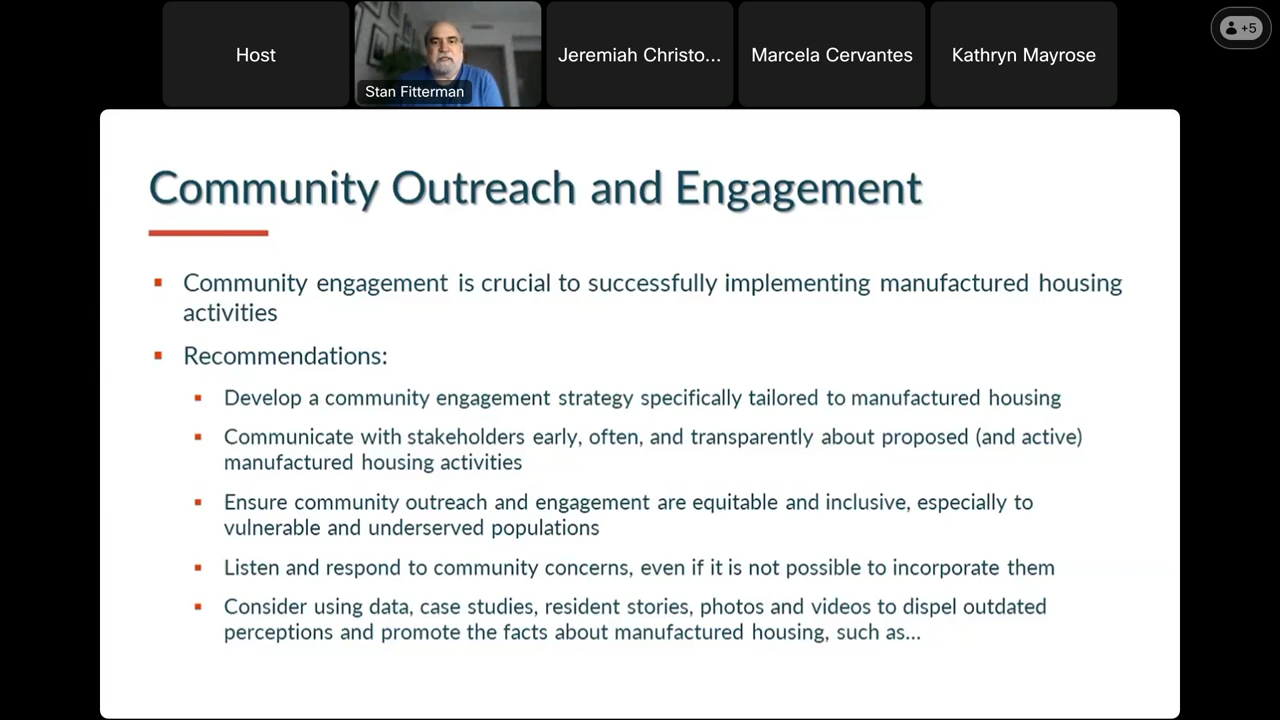 Host
Stan Fitterman
Jeremiah Christo...
Marcela Cervantes
Kathryn Mayrose
+5
Community Outreach and Engagement
Community engagement is crucial to successfully implementing manufactured housing
activities
Recommendations:
Develop a community engagement strategy specifically tailored to manufactured housing
Communicate with stakeholders early, often, and transparently about proposed (and active)
manufactured housing activities
Ensure community outreach and engagement are equitable and inclusive, especially to
vulnerable and underserved populations
Listen and respond to community concerns, even if it is not possible to incorporate them
Consider using data, case studies, resident stories, photos and videos to dispel outdated
perceptions and promote the facts about manufactured housing, such as…